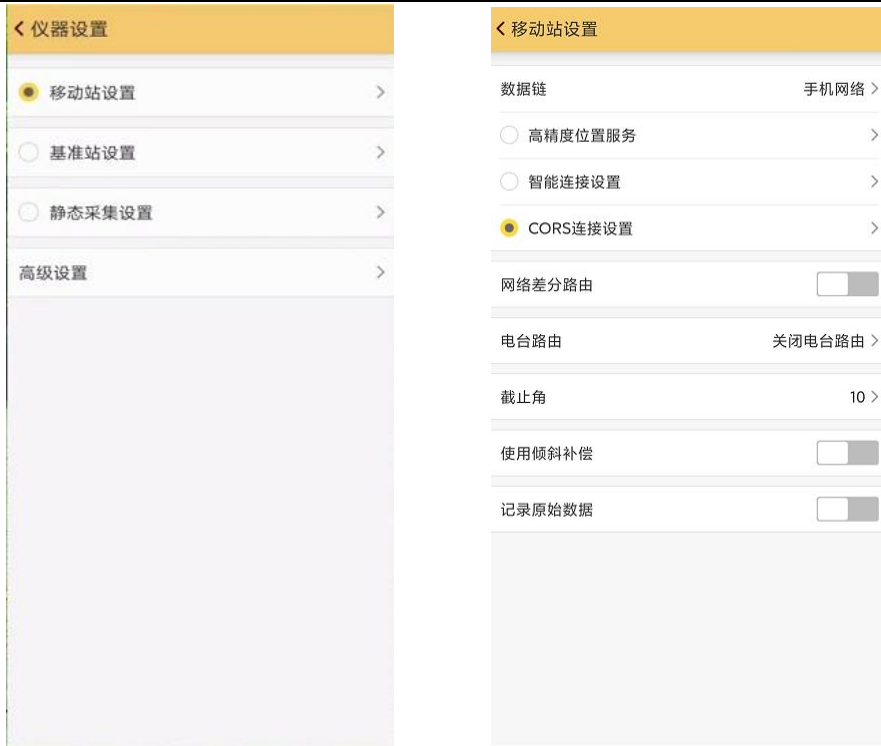 仪器设置
移动站设置
基准站设置
静态采集设置
高级设置
移动站设置
数据链 手机网络
高精度位置服务
智能连接设置
CORS连接设置
网络差分路由
电台路由 关闭电台路由
截止角 10
使用倾斜补偿
记录原始数据